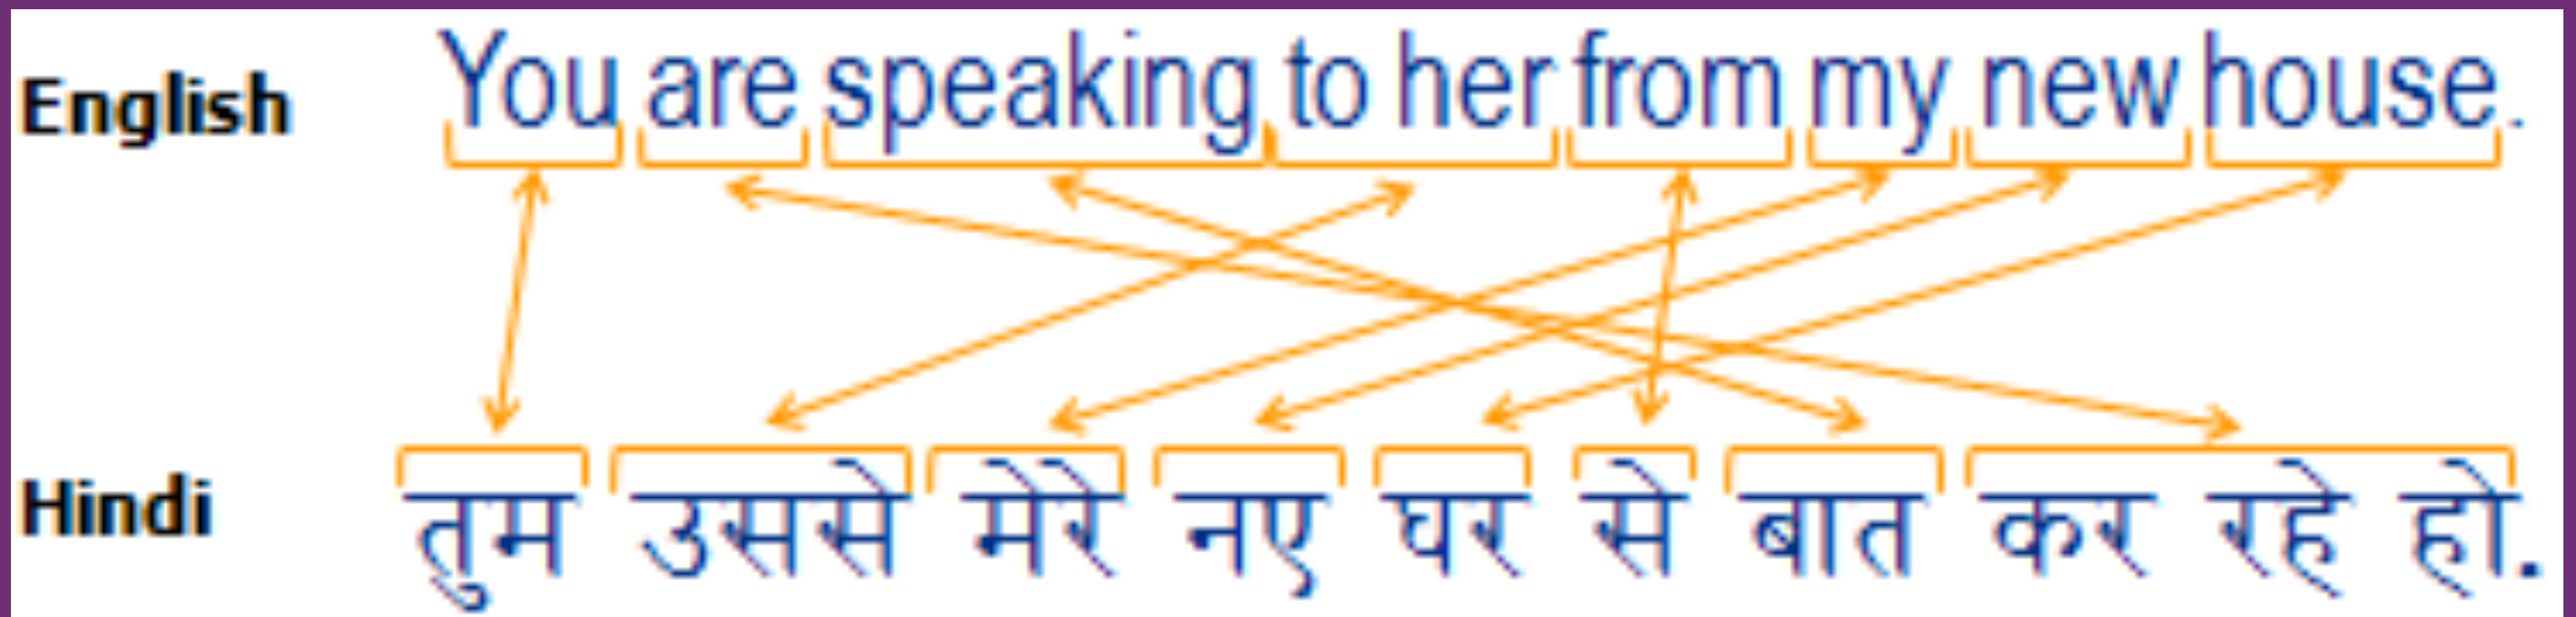 English You are speaking to her from my new house.
Hindi तुम उससे मेरे नए घर से बात कर रहे हो.